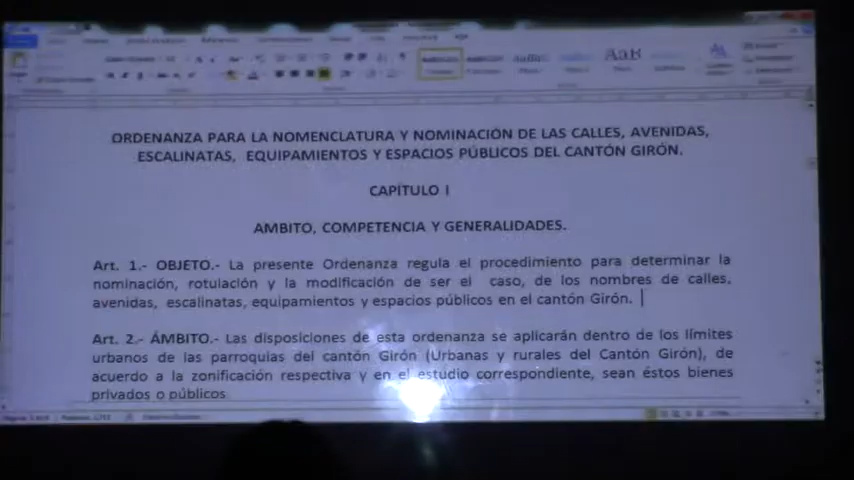 ORDENANZA PARA LA NOMENCLATURA Y NOMINACIÓN DE LAS CALLES, AVENIDAS,
ESCALINATAS, EQUIPAMIENTOS Y ESPACIOS PÚBLICOS DEL CANTÓN GIRÓN.
CAPÍTULO I
AMBITO, COMPETENCIA Y GENERALIDADES.
Art. 1.- OBJETO.- La presente Ordenanza regula el procedimiento para determinar la
nominación, rotulación y la modificación de ser el caso, de los nombres de calles,
avenidas, escalinatas, equipamientos y espacios públicos en el cantón Girón.
Art. 2.- ÁMBITO.- Las disposiciones de esta ordenanza se aplicarán dentro de los límites
urbanos de las parroquias del cantón Girón (Urbanas y rurales del Cantón Girón), de
acuerdo a la zonificación respectiva y en el estudio correspondiente, sean éstos bienes
privados o públicos